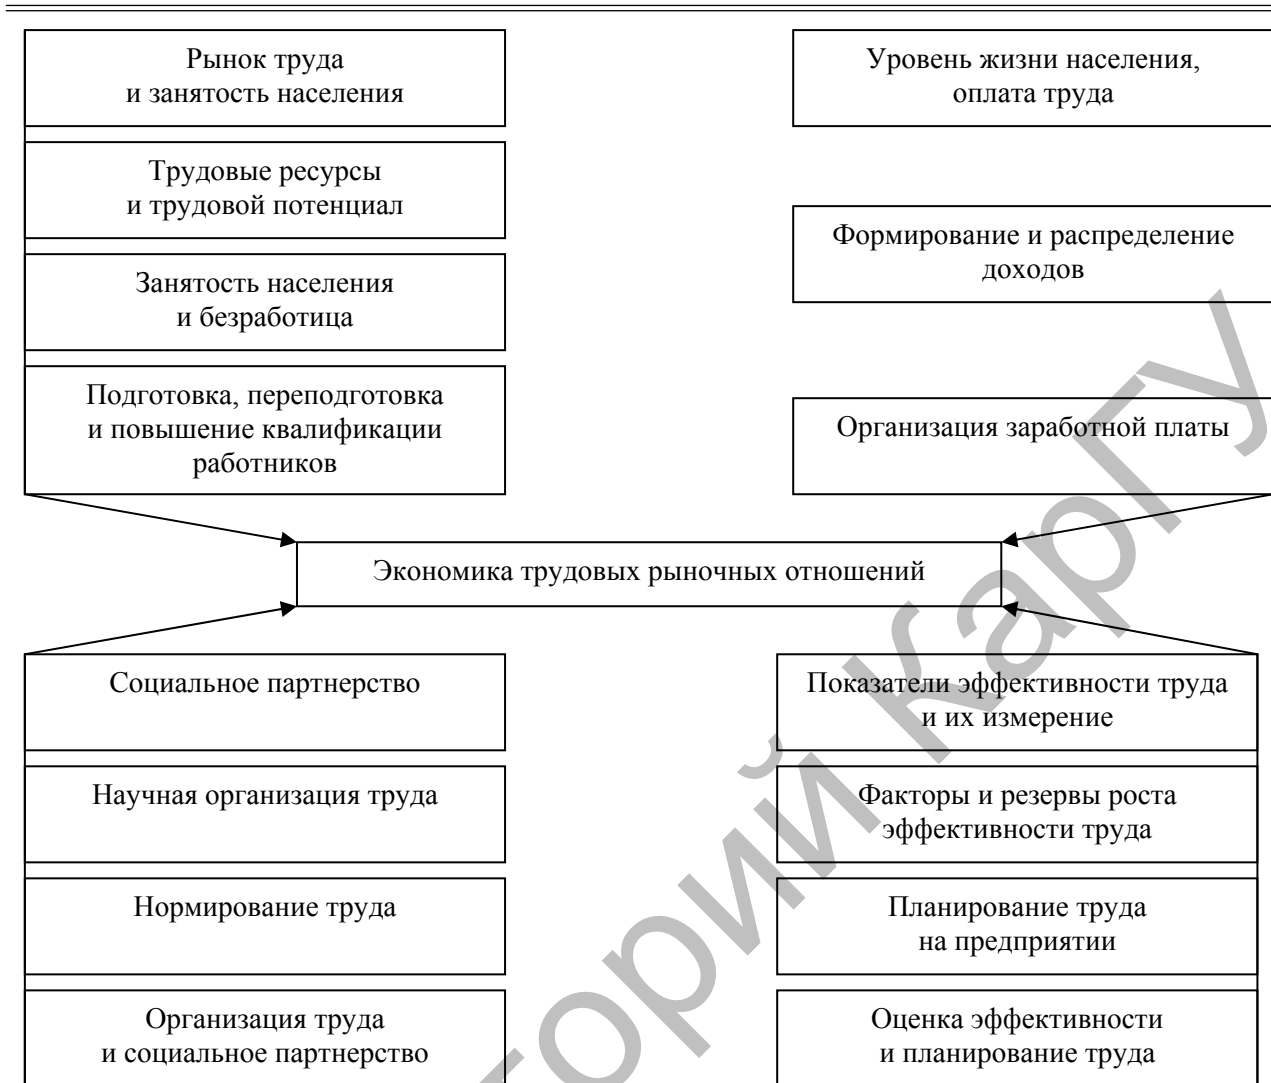 Рынок труда
и занятость населения
Трудовые ресурсы
и трудовой потенциал
Занятость населения
и безработица
Подготовка, переподготовка
и повышение квалификации
работников
Уровень жизни населения,
оплата труда
Формирование и распределение
доходов
Организация заработной платы
Экономика трудовых рыночных отношений
Социальное партнерство
Научная организация труда
Нормирование труда
Организация труда
и социальное партнерство
Показатели эффективности труда
и их измерение
Факторы и резервы роста
эффективности труда
Планирование труда
на предприятии
Оценка эффективности
и планирование труда
торий КарГУ